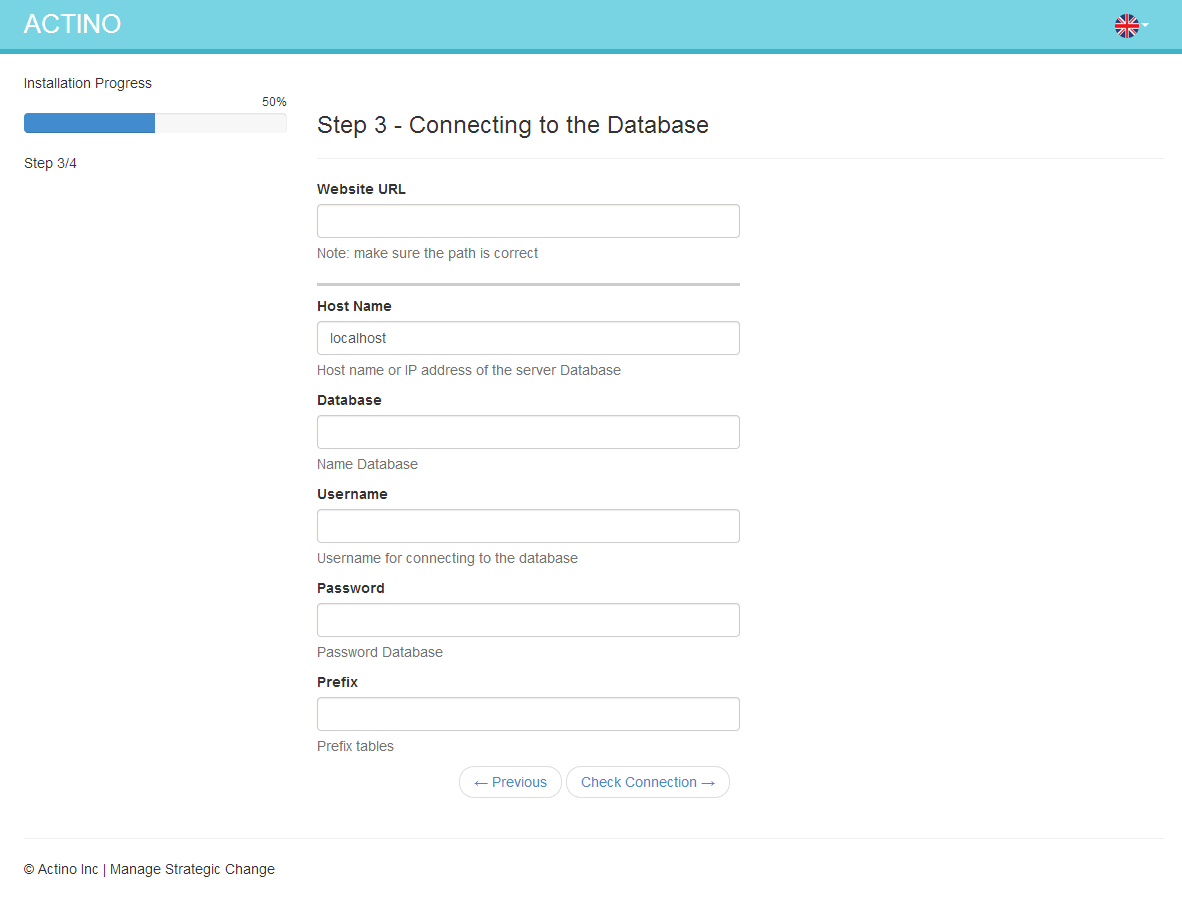 ACTINO
Installation Progress
50%
Step 3/4
Step 3 - Connecting to the Database
Website URL
Note: make sure the path is correct
Host Name
localhost
Host name or IP address of the server Database
Database
Name Database
Username
Username for connecting to the database
Password
Password Database
Prefix
Prefix tables
← Previous
Check Connection →
© Actino Inc | Manage Strategic Change